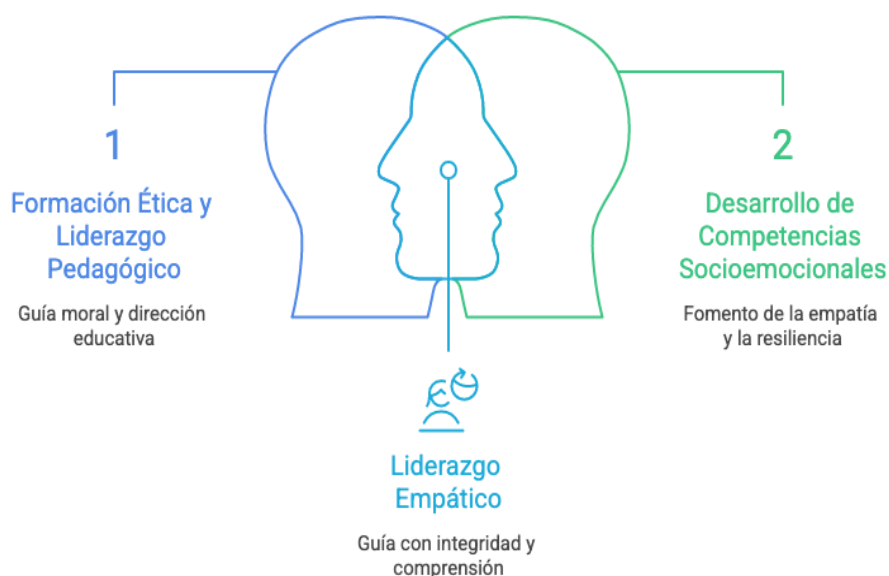 1
Formación Ética y
Liderazgo
Pedagógico
Guía moral y dirección
educativa
2
Desarrollo de
Competencias
Socioemocionales
Fomento de la empatía
y la resiliencia
Liderazgo
Empático
Guía con integridad y
comprensión